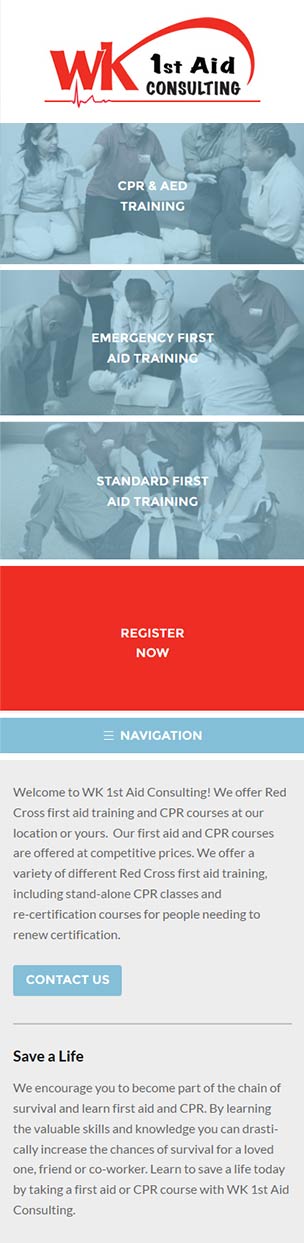 WK 1st Aid
CONSULTING
CPR & AED
TRAINING
EMERGENCY FIRST
AID TRAINING
STANDARD FIRST
AID TRAINING
REGISTER
NOW
☰ NAVIGATION
Welcome to WK 1st Aid Consulting! We offer Red
Cross first aid training and CPR courses at our
location or yours.  Our first aid and CPR courses
are offered at competitive prices. We offer a
variety of different Red Cross first aid training,
including stand-alone CPR classes and
re-certification courses for people needing to
renew certification.
CONTACT US
Save a Life
We encourage you to become part of the chain of
survival and learn first aid and CPR. By learning
the valuable skills and knowledge you can drasti-
cally increase the chances of survival for a loved
one, friend or co-worker. Learn to save a life today
by taking a first aid or CPR course with WK 1st Aid
Consulting.